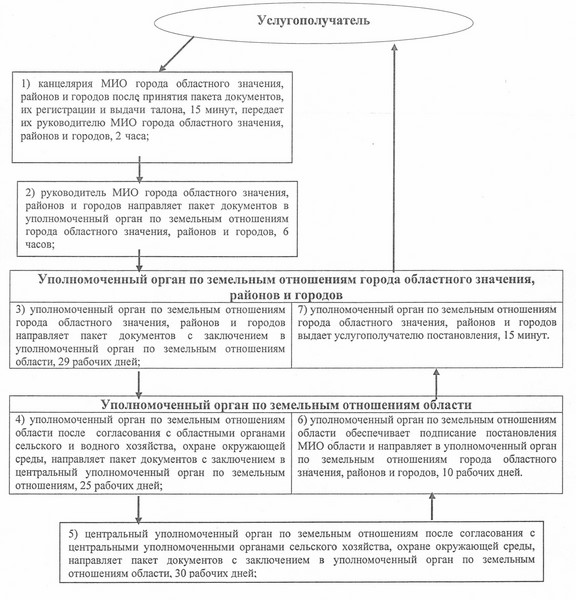 Услугополучатель
1) канцелярия МИО города областного значения,
районов и городов после принятия пакета документов,
их регистрации и выдачи талона, 15 минут, передает
их руководителю МИО города областного значения,
районов и городов, 2 часа;
2) руководитель МИО города областного значения,
районов и городов направляет пакет документов в
уполномоченный орган по земельным отношениям
города областного значения, районов и городов, 6
часов;
Уполномоченный орган по земельным отношениям города областного значения,
районов и городов
3) уполномоченный орган по земельным отношениям
города областного значения, районов и городов
направляет пакет документов с заключением в
уполномоченный орган по земельным отношениям
области, 29 рабочих дней;
7) уполномоченный орган по земельным отношениям
города областного значения, районов и городов
выдает услугополучателю постановления, 15 минут.
Уполномоченный орган по земельным отношениям области
4) уполномоченный орган по земельным отношениям
области после согласования с областными органами
сельского и водного хозяйства, охране окружающей
среды, направляет пакет документов с заключением в
центральный уполномоченный орган по земельным
отношениям, 25 рабочих дней;
6) уполномоченный орган по земельным отношениям
области обеспечивает подписание постановления
МИО области и направляет в уполномоченный орган
по земельным отношениям города областного
значения, районов и городов, 10 рабочих дней.
5) центральный уполномоченный орган по земельным отношениям после согласования с
центральными уполномоченными органами сельского хозяйства, охране окружающей среды,
направляет пакет документов с заключением в уполномоченный орган по земельным
отношениям области, 30 рабочих дней;